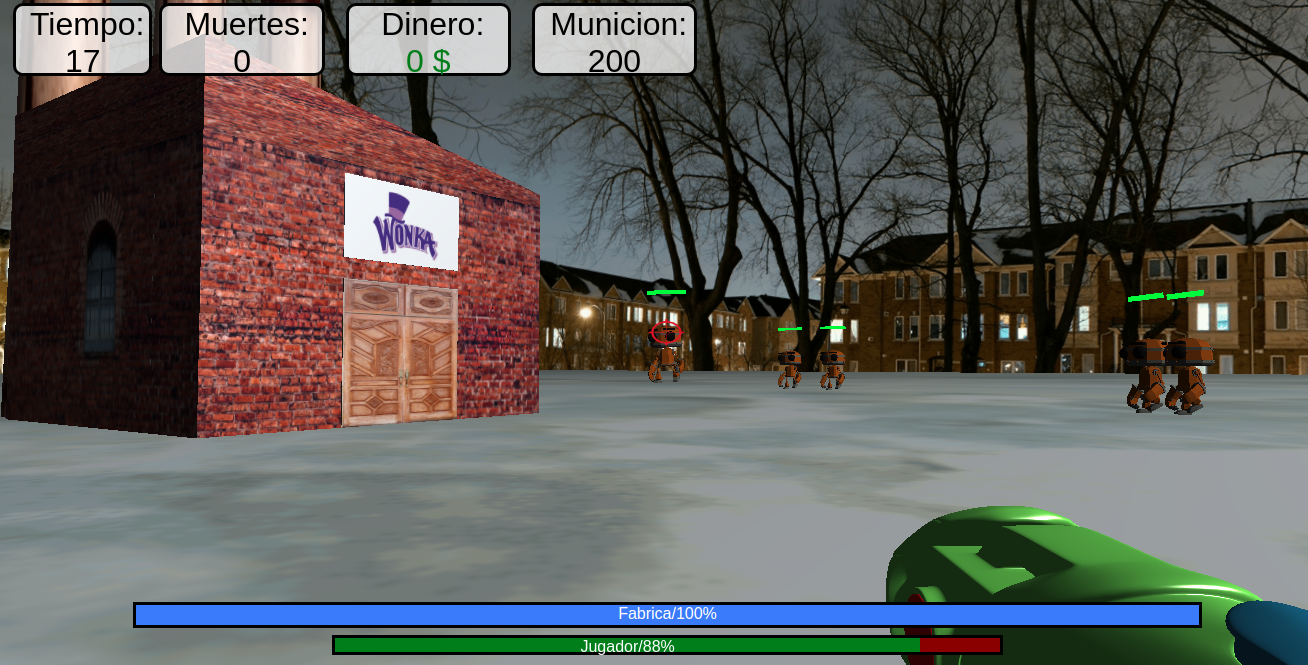 Tiempo:
17
Muertes:
0
Dinero:
0 $
Municion:
200
WONKA
Fabrica/100%
Jugador/88%